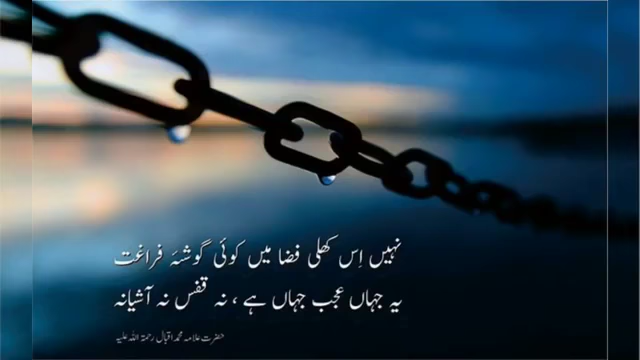 نہیں اِس کھلی فضا میں کوئی گوشۂ فراغت
یہ جہاں عجب جہاں ہے ، نہ قفس نہ آشیانہ
حضرت علامہ محمد اقبال رحمۃ اللہ علیہ